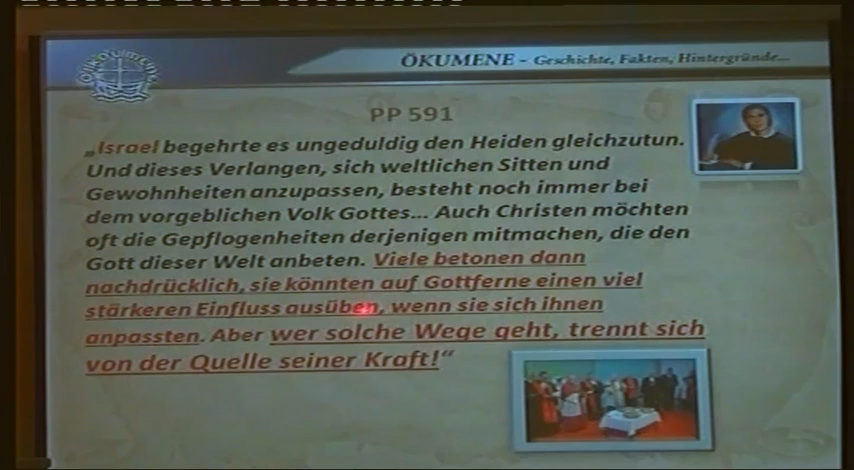 ÖKUMENE - Geschichte, Fakten, Hintergründe...
PP 591
„Israel begehrte es ungeduldig den Heiden gleichzutun.
Und dieses Verlangen, sich weltlichen Sitten und
Gewohnheiten anzupassen, besteht noch immer bei
dem vorgeblichen Volk Gottes... Auch Christen möchten
oft die Gepflogenheiten derjenigen mitmachen, die den
Gott dieser Welt anbeten. Viele betonen dann
nachdrücklich, sie könnten auf Gottferne einen viel
stärkeren Einfluss ausüben, wenn sie sich ihnen
anpassten. Aber wer solche Wege geht, trennt sich
von der Quelle seiner Kraft!“